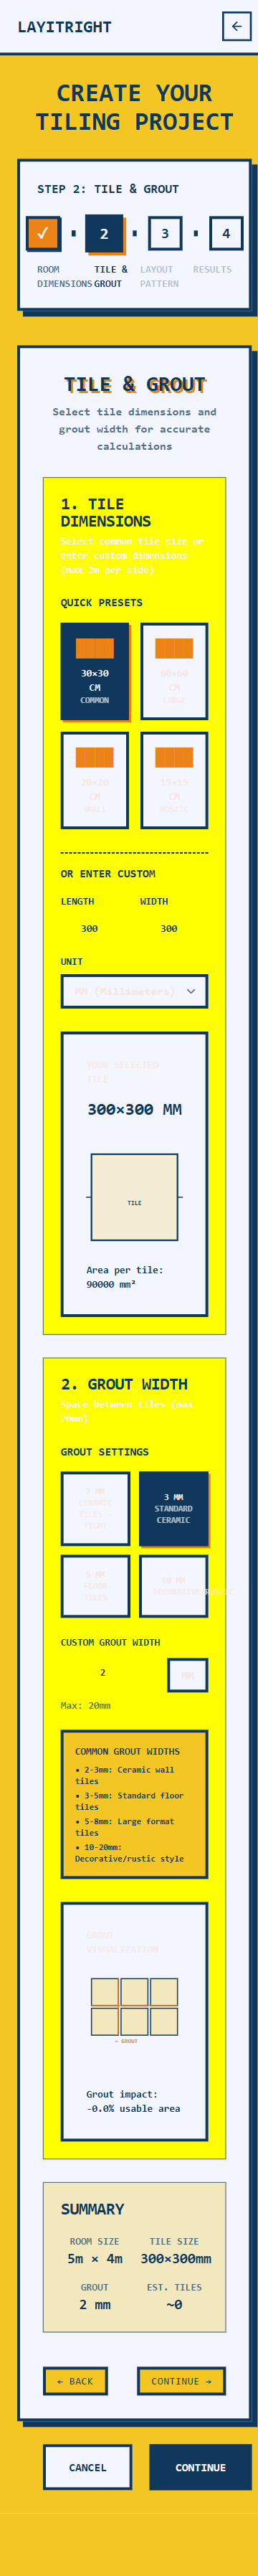 LAYITRIGHT
←
CREATE YOUR
TILING PROJECT
STEP 2: TILE & GROUT
✓ 2 3 4
ROOM DIMENSIONS
TILE & GROUT
LAYOUT PATTERN
RESULTS
TILE & GROUT
Select tile dimensions and
grout width for accurate
calculations
1. TILE
DIMENSIONS
Select common tile size or
enter custom dimensions
(max 2m per side)
QUICK PRESETS
30×30
CM
COMMON
60×60
CM
LARGE
20×20
CM
SMALL
15×15
CM
MOSAIC
OR ENTER CUSTOM
LENGTH WIDTH
300 300
UNIT
MM (Millimeters)
YOUR SELECTED
TILE
300×300 MM
TILE
Area per tile:
90000 mm²
2. GROUT WIDTH
Space between tiles (max
20mm)
GROUT SETTINGS
2 MM
CERAMIC
TILES -
TIGHT
3 MM
STANDARD
CERAMIC
5 MM
FLOOR
TILES
10 MM
CUSTOM GROUT WIDTH
2 MM
Max: 20mm
COMMON GROUT WIDTHS
• 2-3mm: Ceramic wall
tiles
• 3-5mm: Standard floor
tiles
• 5-8mm: Large format
tiles
• 10-20mm:
Decorative/rustic style
GROUT
VISUALIZATION
← GROUT
Grout impact:
-0.0% usable area
SUMMARY
ROOM SIZE TILE SIZE
5m × 4m 300×300mm
GROUT EST. TILES
2 mm ~0
← BACK CONTINUE →
CANCEL CONTINUE